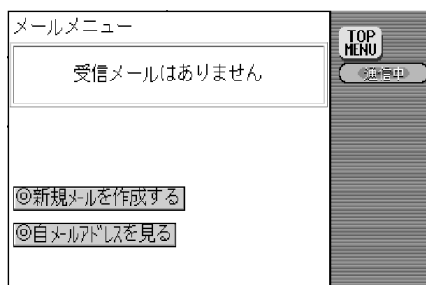 メールメニュー
TOP
MENU
受信メールはありません
通信中
◎新規ﾒｰﾙを作成する
◎自ﾒｰﾙｱﾄﾞﾚｽを見る